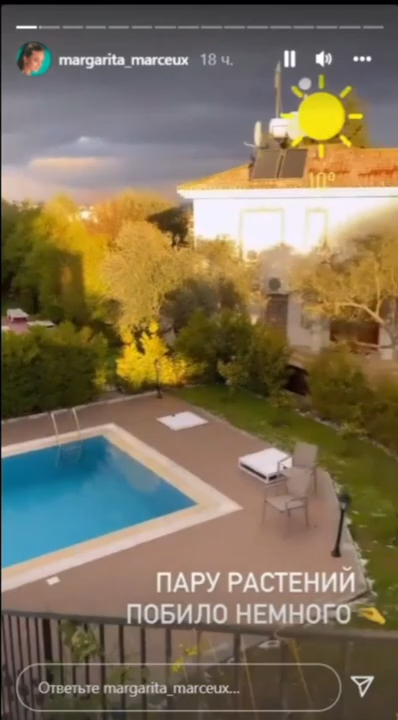 margarita_marceux 18 ч.
10°
ПАРУ РАСТЕНИЙ
ПОБИЛО НЕМНОГО
Ответьте margarita_marceux...